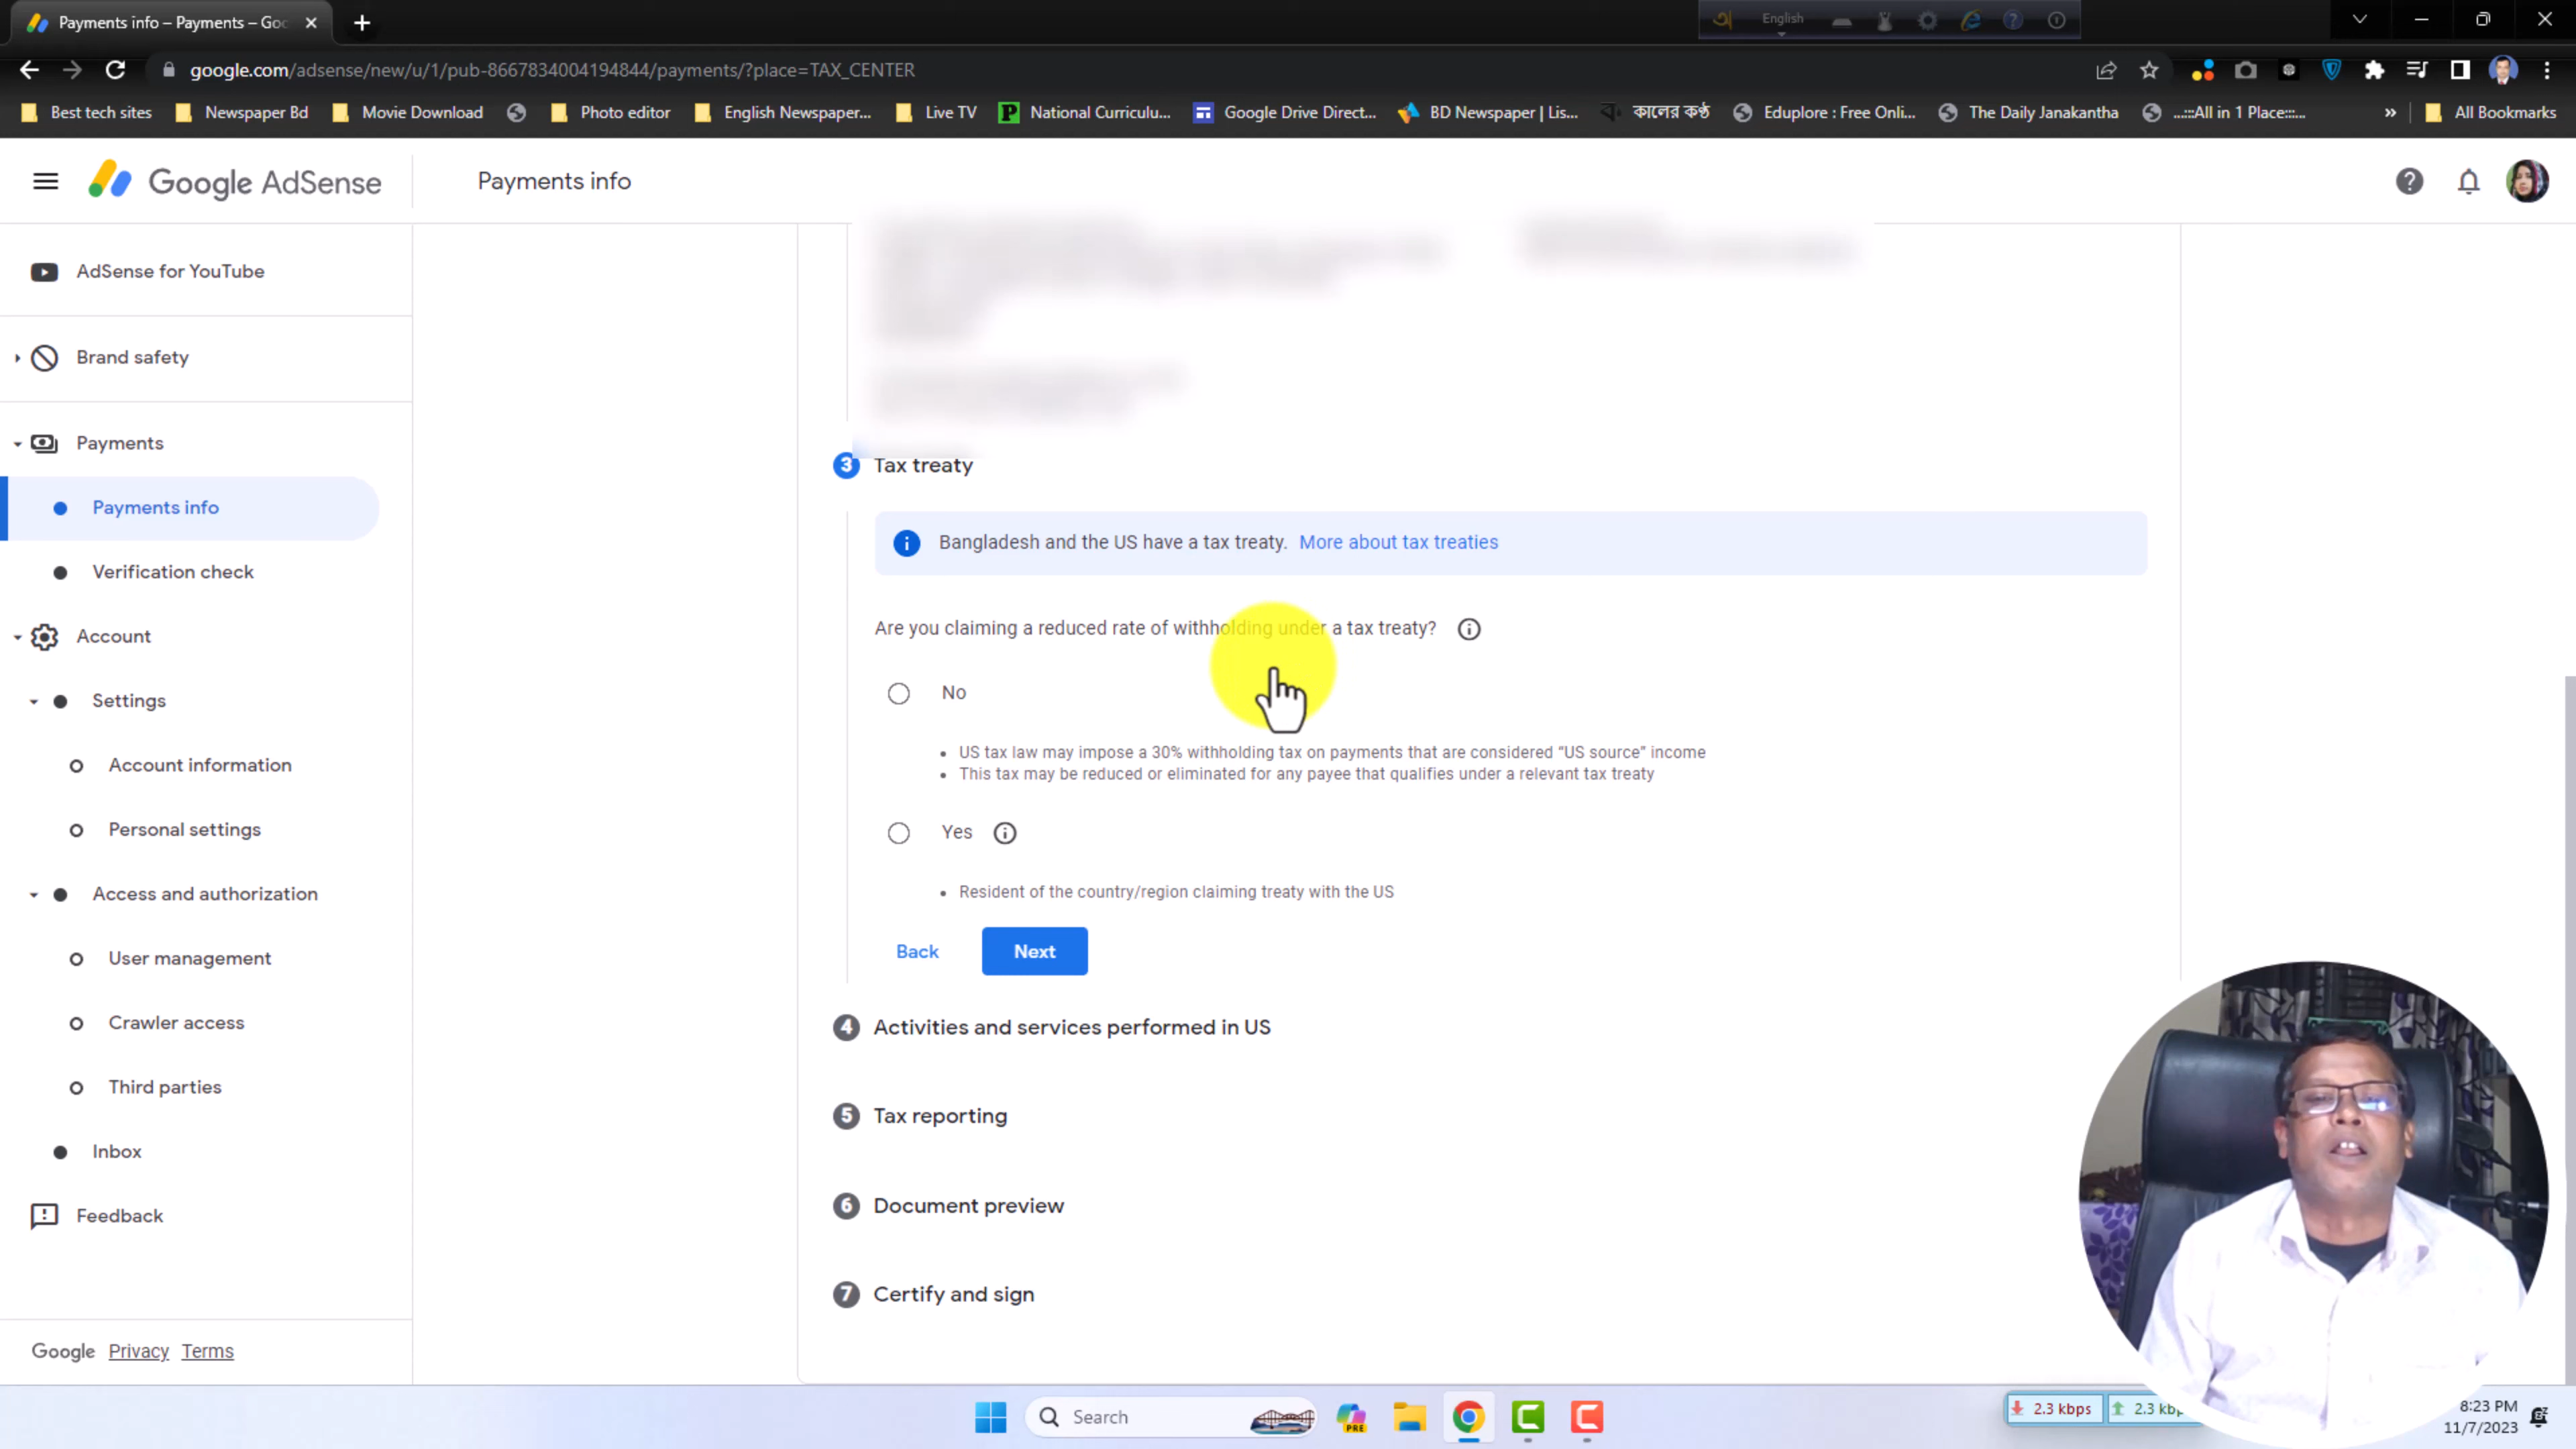 Payments info – Payments – Goo
English
google.com/adsense/new/u/1/pub-8667834004194844/payments/?place=TAX_CENTER
Best tech sites
Newspaper Bd
Movie Download
Photo editor
English Newspaper...
Live TV
National Curriculu...
Google Drive Direct...
BD Newspaper | Lis...
কালের কণ্ঠ
Eduplore : Free Onli...
The Daily Janakantha
...:::All in 1 Place:::...
»
All Bookmarks
Google AdSense
Payments info
AdSense for YouTube
Brand safety
Payments
Payments info
Verification check
Account
Settings
Account information
Personal settings
Access and authorization
User management
Crawler access
Third parties
Inbox
Feedback
Google Privacy Terms
3 Tax treaty
Bangladesh and the US have a tax treaty. More about tax treaties
Are you claiming a reduced rate of withholding under a tax treaty?
No
• US tax law may impose a 30% withholding tax on payments that are considered “US source” income
• This tax may be reduced or eliminated for any payee that qualifies under a relevant tax treaty
Yes
• Resident of the country/region claiming treaty with the US
Back Next
4 Activities and services performed in US
5 Tax reporting
6 Document preview
7 Certify and sign
Search
PRE
2.3 kbps
2.3 kbp
8:23 PM
11/7/2023